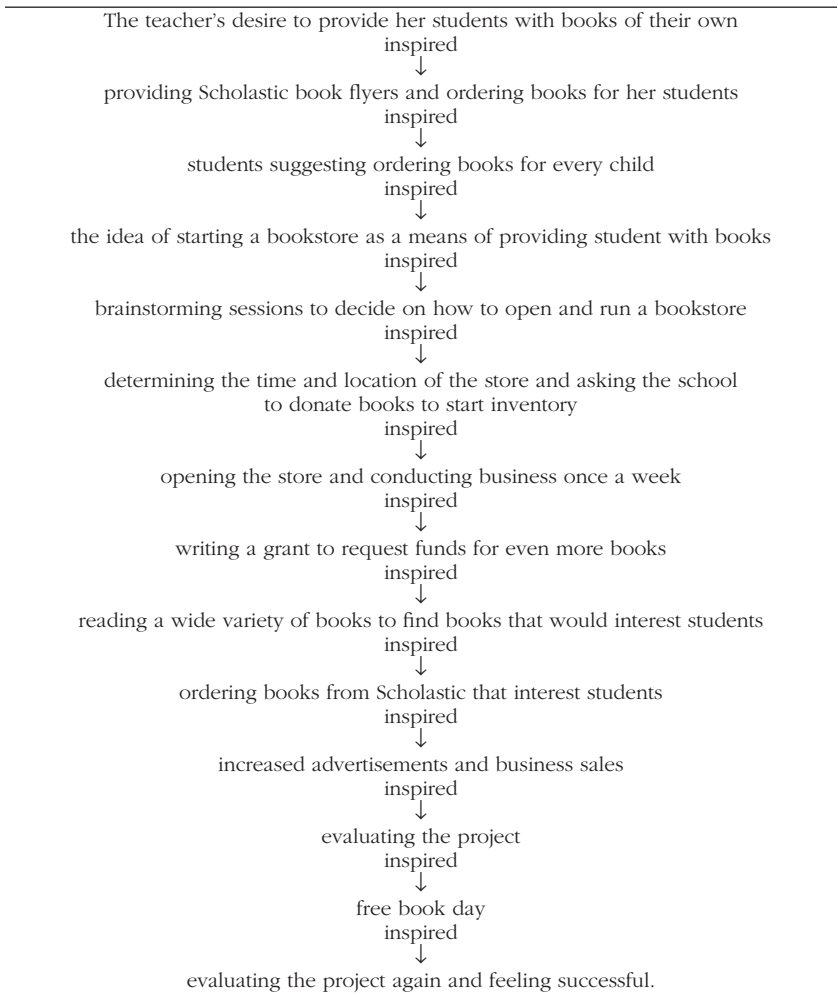 The teacher’s desire to provide her students with books of their own
inspired
↓
providing Scholastic book flyers and ordering books for her students
inspired
↓
students suggesting ordering books for every child
inspired
↓
the idea of starting a bookstore as a means of providing student with books
inspired
↓
brainstorming sessions to decide on how to open and run a bookstore
inspired
↓
determining the time and location of the store and asking the school
to donate books to start inventory
inspired
↓
opening the store and conducting business once a week
inspired
↓
writing a grant to request funds for even more books
inspired
↓
reading a wide variety of books to find books that would interest students
inspired
↓
ordering books from Scholastic that interest students
inspired
↓
increased advertisements and business sales
inspired
↓
evaluating the project
inspired
↓
free book day
inspired
↓
evaluating the project again and feeling successful.